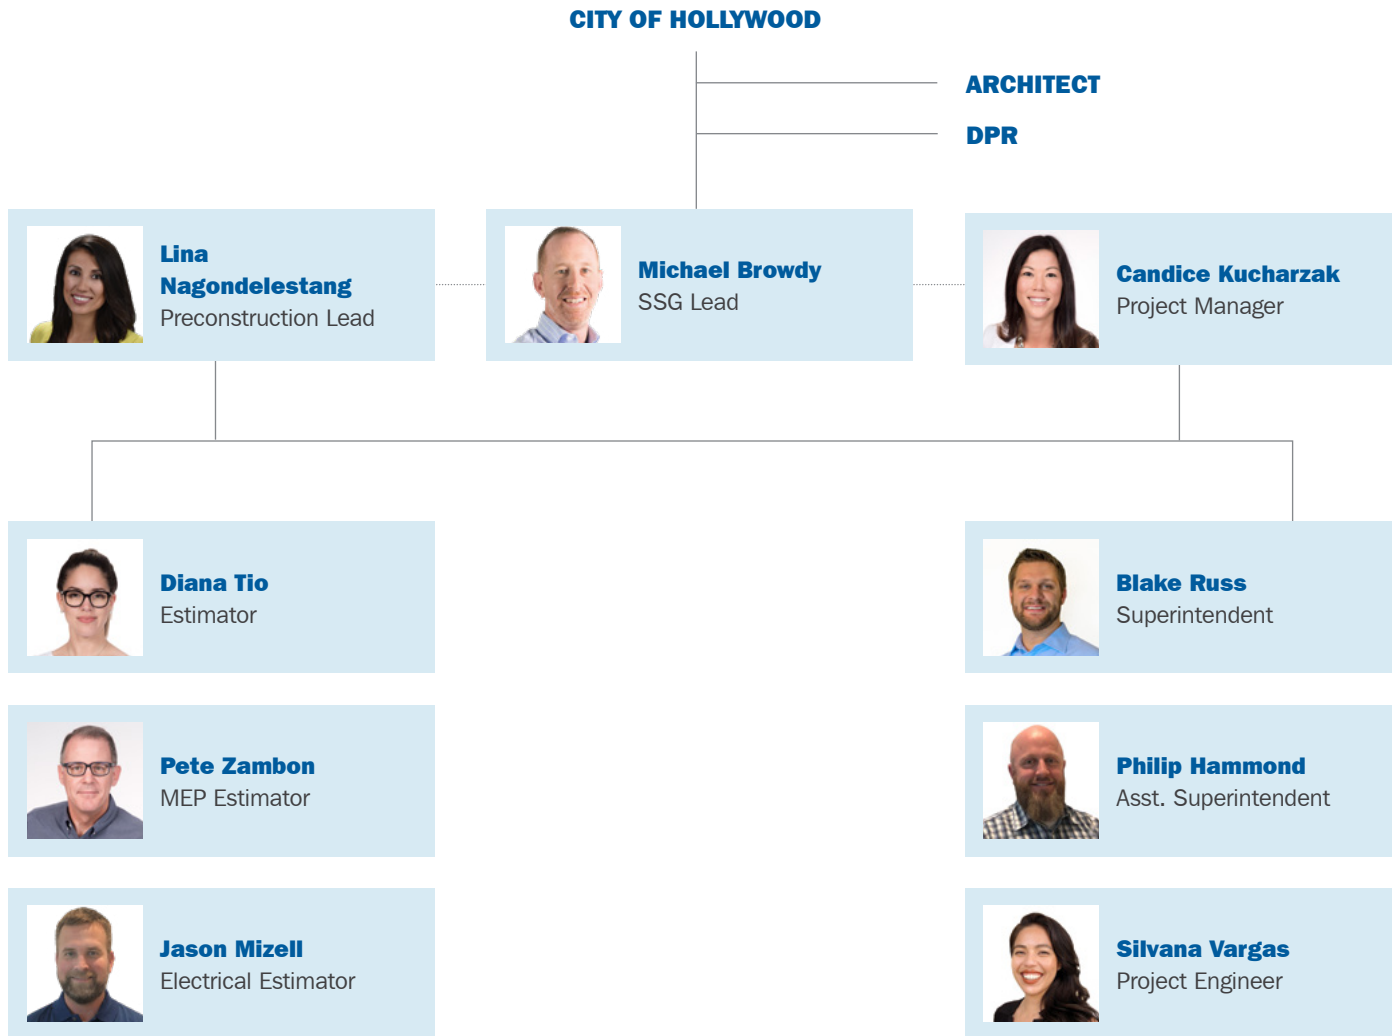 CITY OF HOLLYWOOD
ARCHITECT
DPR
Lina
Nagondelestang
Preconstruction Lead
Michael Browdy
SSG Lead
Candice Kucharzak
Project Manager
Diana Tio
Estimator
Blake Russ
Superintendent
Pete Zambon
MEP Estimator
Philip Hammond
Asst. Superintendent
Jason Mizell
Electrical Estimator
Silvana Vargas
Project Engineer